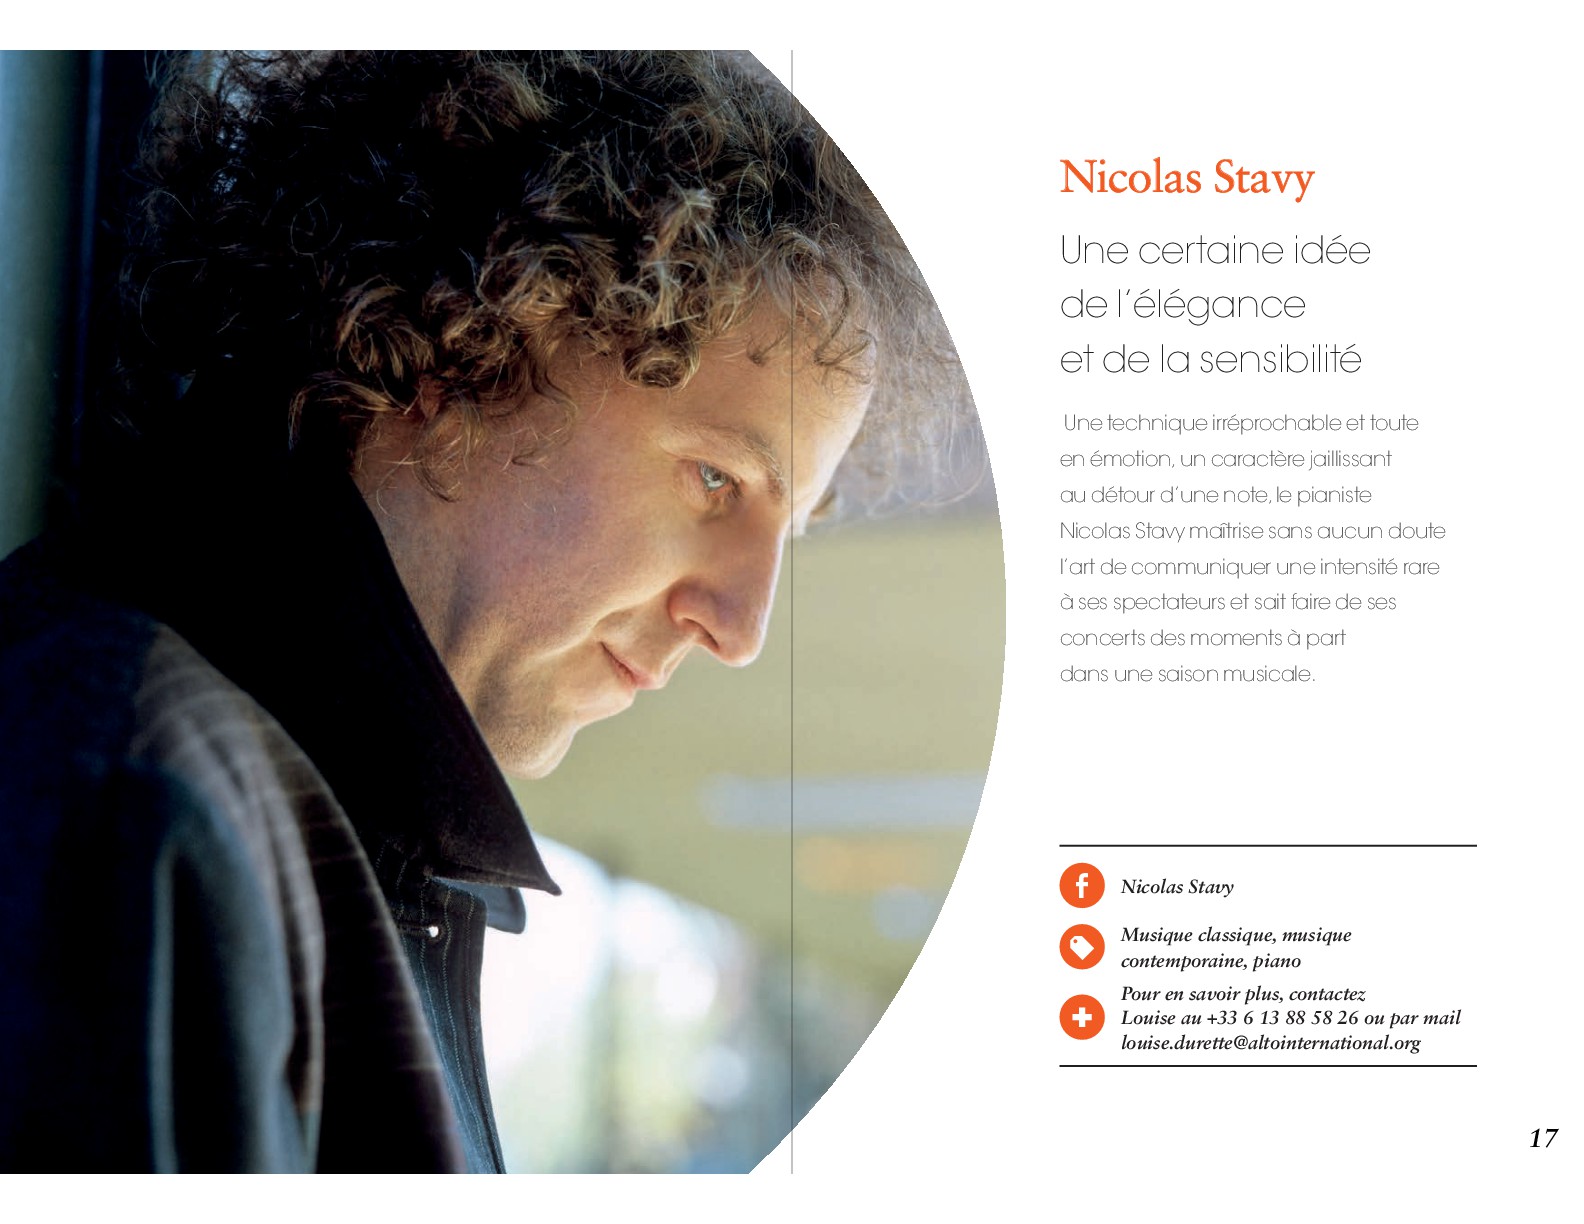 Nicolas Stavy
Une certaine idée
de l'élégance
et de la sensibilité
Une technique irréprochable et toute
en émotion, un caractère jaillissant
au détour d'une note, le pianiste
Nicolas Stavy maîtrise sans aucun doute
l'art de communiquer une intensité rare
à ses spectateurs et sait faire de ses
concerts des moments à part
dans une saison musicale.
Nicolas Stavy
Musique classique, musique
contemporaine, piano
Pour en savoir plus, contactez
Louise au +33 6 13 88 58 26 ou par mail
louise.durette@altointernational.org
17